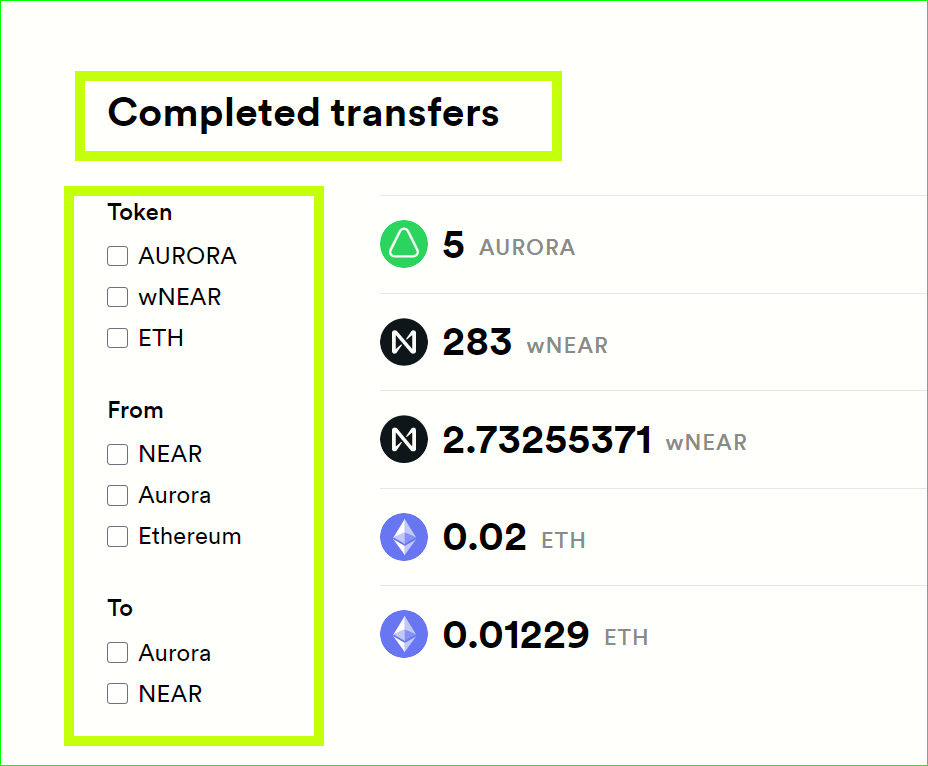 Completed transfers
Token
AURORA
wNEAR
ETH
From
NEAR
Aurora
Ethereum
To
Aurora
NEAR
5 AURORA
283 wNEAR
2.73255371 wNEAR
0.02 ETH
0.01229 ETH